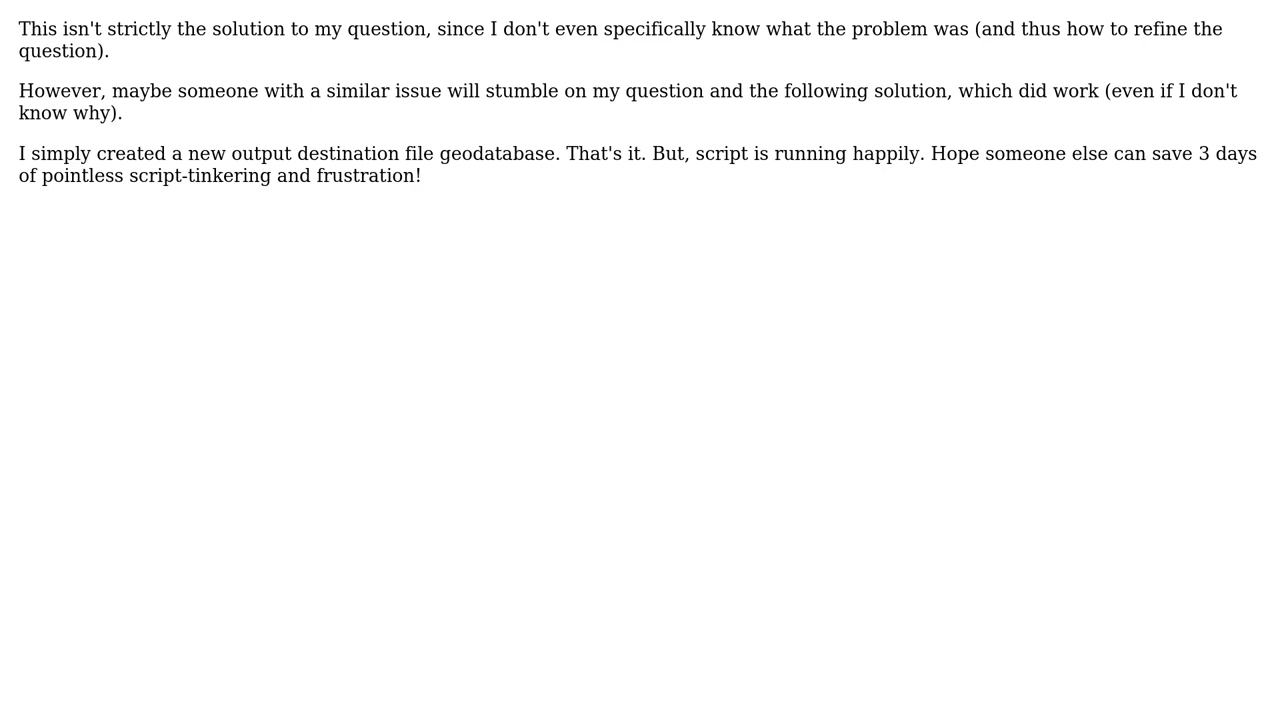 This isn't strictly the solution to my question, since I don't even specifically know what the problem was (and thus how to refine the
question).
However, maybe someone with a similar issue will stumble on my question and the following solution, which did work (even if I don't
know why).
I simply created a new output destination file geodatabase. That's it. But, script is running happily. Hope someone else can save 3 days
of pointless script-tinkering and frustration!